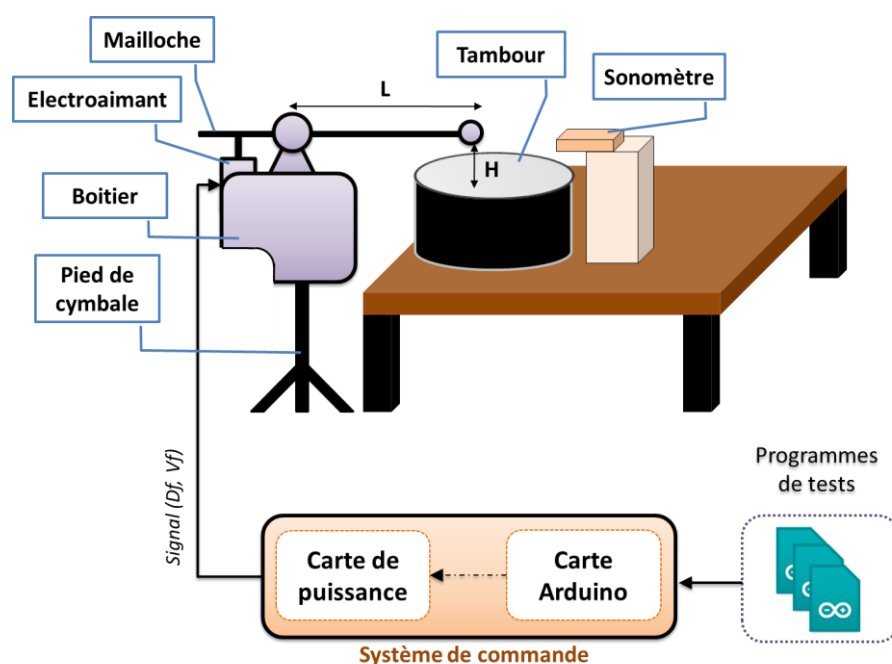 Mailloche
Tambour
Sonomètre
Electroaimant
L
H
Boitier
Pied de
cymbale
Signal (Df, Vf)
Programmes
de tests
Carte de
puissance
Carte
Arduino
Système de commande